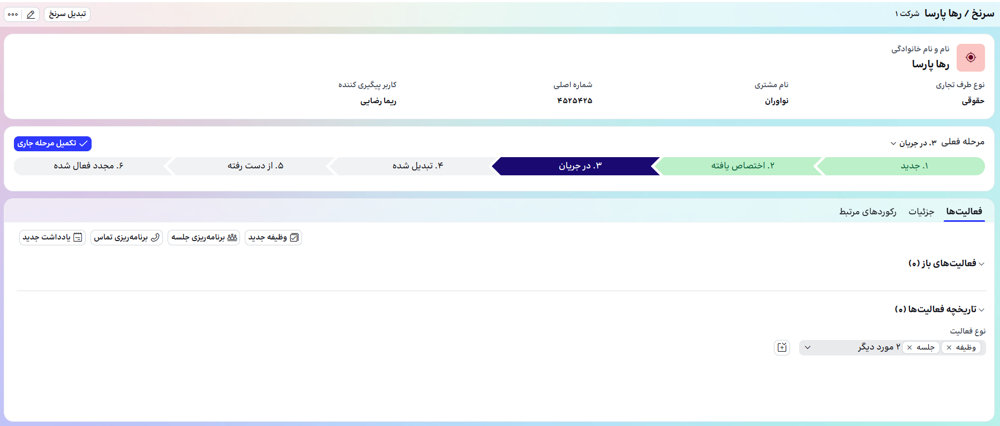 سرنخ / رها پارسا شرکت ۱
تبدیل سرنخ
نام و نام خانوادگی
رها پارسا
نوع طرف تجاری نام مشتری شماره اصلی کاربر پیگیری کننده
حقوقی نواوران ۴۵۲۵۴۲۵ ریما رضایی
مرحله فعلی ۳. در جریان
تکمیل مرحله جاری
۱. جدید ۲. اختصاص یافته ۳. در جریان ۴. تبدیل شده ۵. از دست رفته ۶. مجدد فعال شده
فعالیت‌ها جزئیات رکوردهای مرتبط
وظیفه جدید برنامه‌ریزی جلسه برنامه‌ریزی تماس یادداشت جدید
فعالیت‌های باز (۰)
تاریخچه فعالیت‌ها (۰)
نوع فعالیت
وظیفه × جلسه × ۲ مورد دیگر